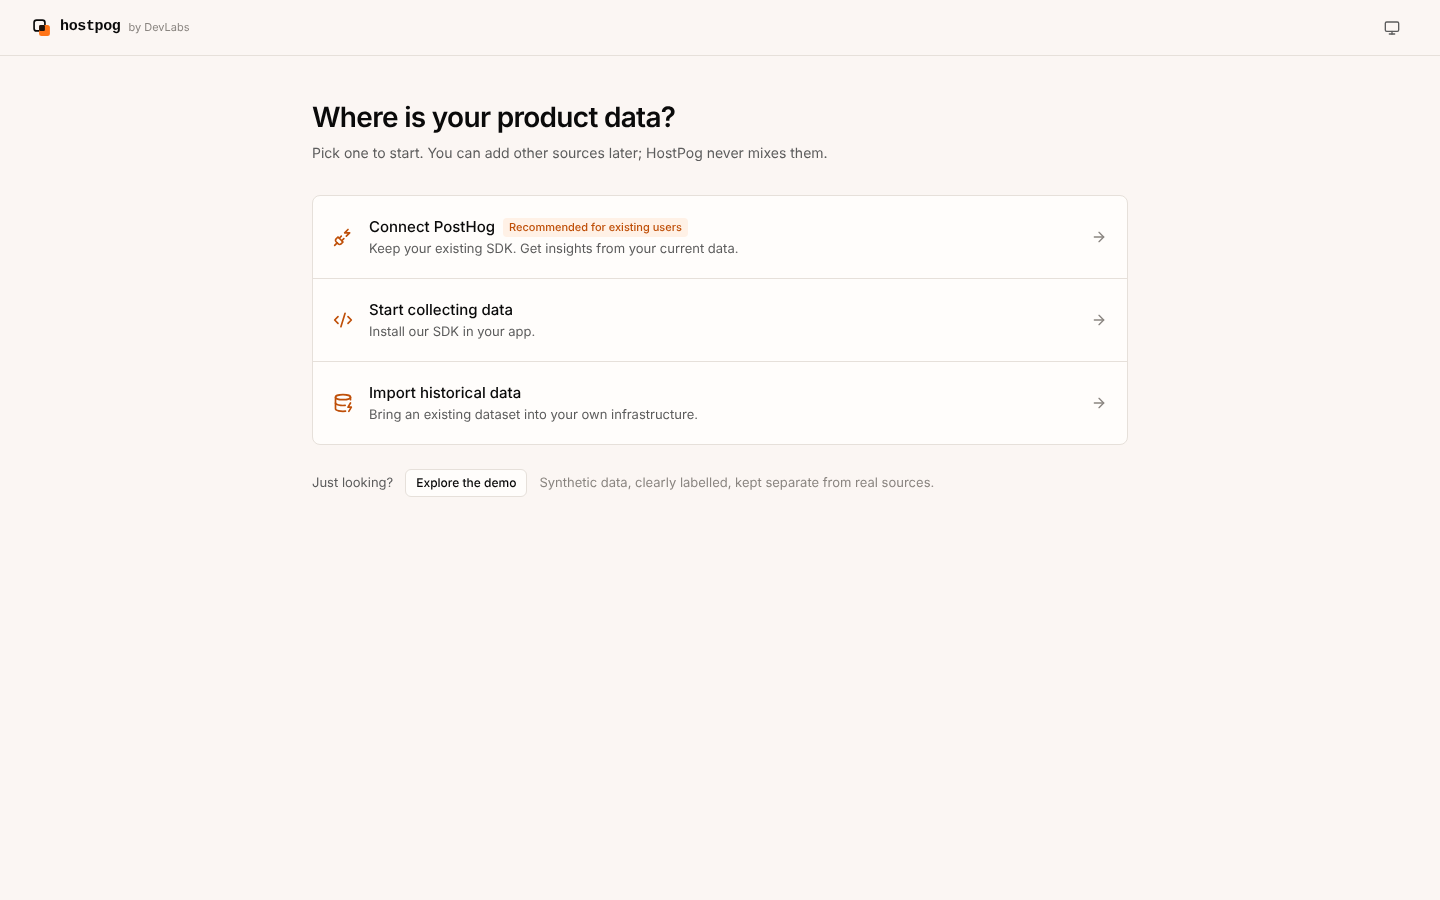 hostpog by DevLabs
Where is your product data?
Pick one to start. You can add other sources later; HostPog never mixes them.
Connect PostHog Recommended for existing users
Keep your existing SDK. Get insights from your current data.
Start collecting data
Install our SDK in your app.
Import historical data
Bring an existing dataset into your own infrastructure.
Just looking? Explore the demo Synthetic data, clearly labelled, kept separate from real sources.